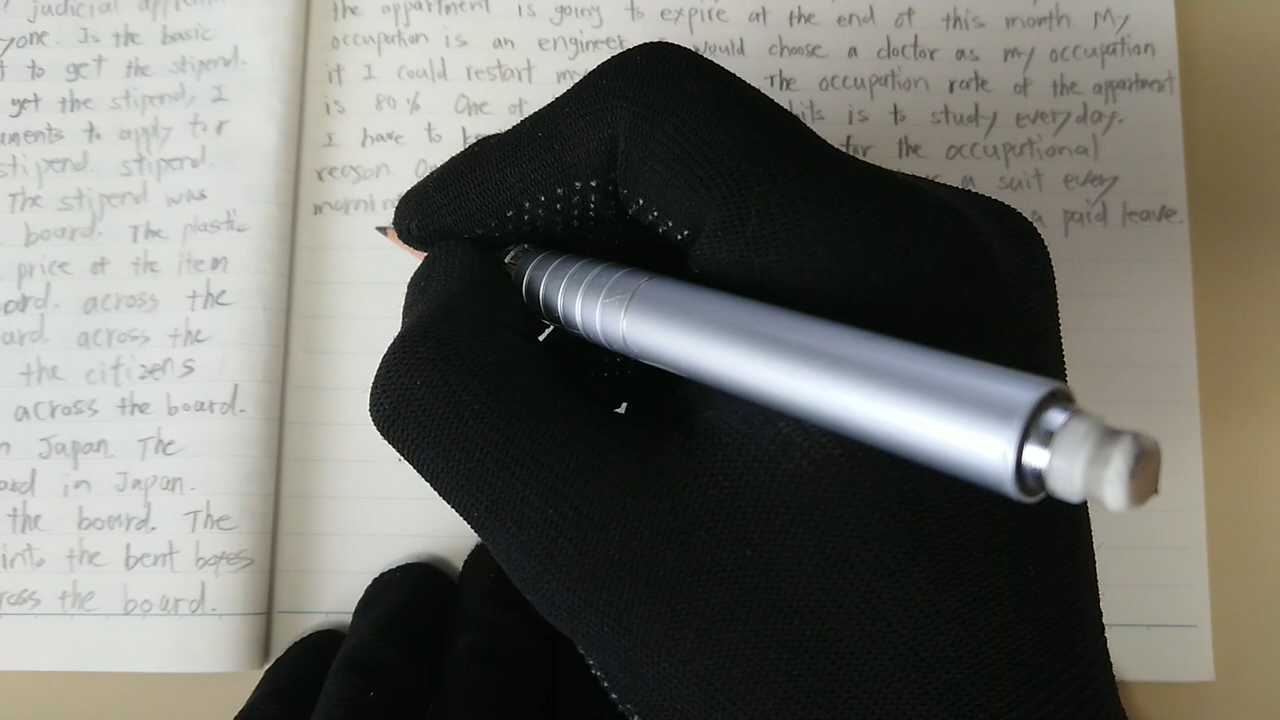 judicial
yone. Is the basic
to get the stipend.
get the stipend, I
uments to apply for
stipend. stipend.
The stipend was
board. The plastic
price of the item
ard. across the
ard across the
the citizens
across the board.
n Japan The
ard in Japan.
the board. The
into the bent boxes
ross the board.
the appartment is going to expire at the end of this month My
occupation is an engineer would choose a doctor as my occupation
if I could restart my The occupation rate of the appartment
is 80% One of its is to study everyday.
I have to for the occuputional
reason a suit every
mornin a paid leave.